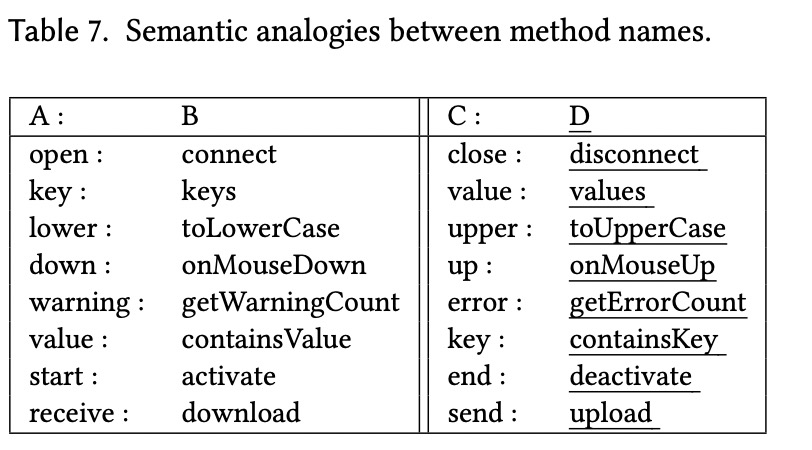 Table 7. Semantic analogies between method names.
A : B C : D
open : connect close : disconnect
key : keys value : values
lower : toLowerCase upper : toUpperCase
down : onMouseDown up : onMouseUp
warning : getWarningCount error : getErrorCount
value : containsValue key : containsKey
start : activate end : deactivate
receive : download send : upload